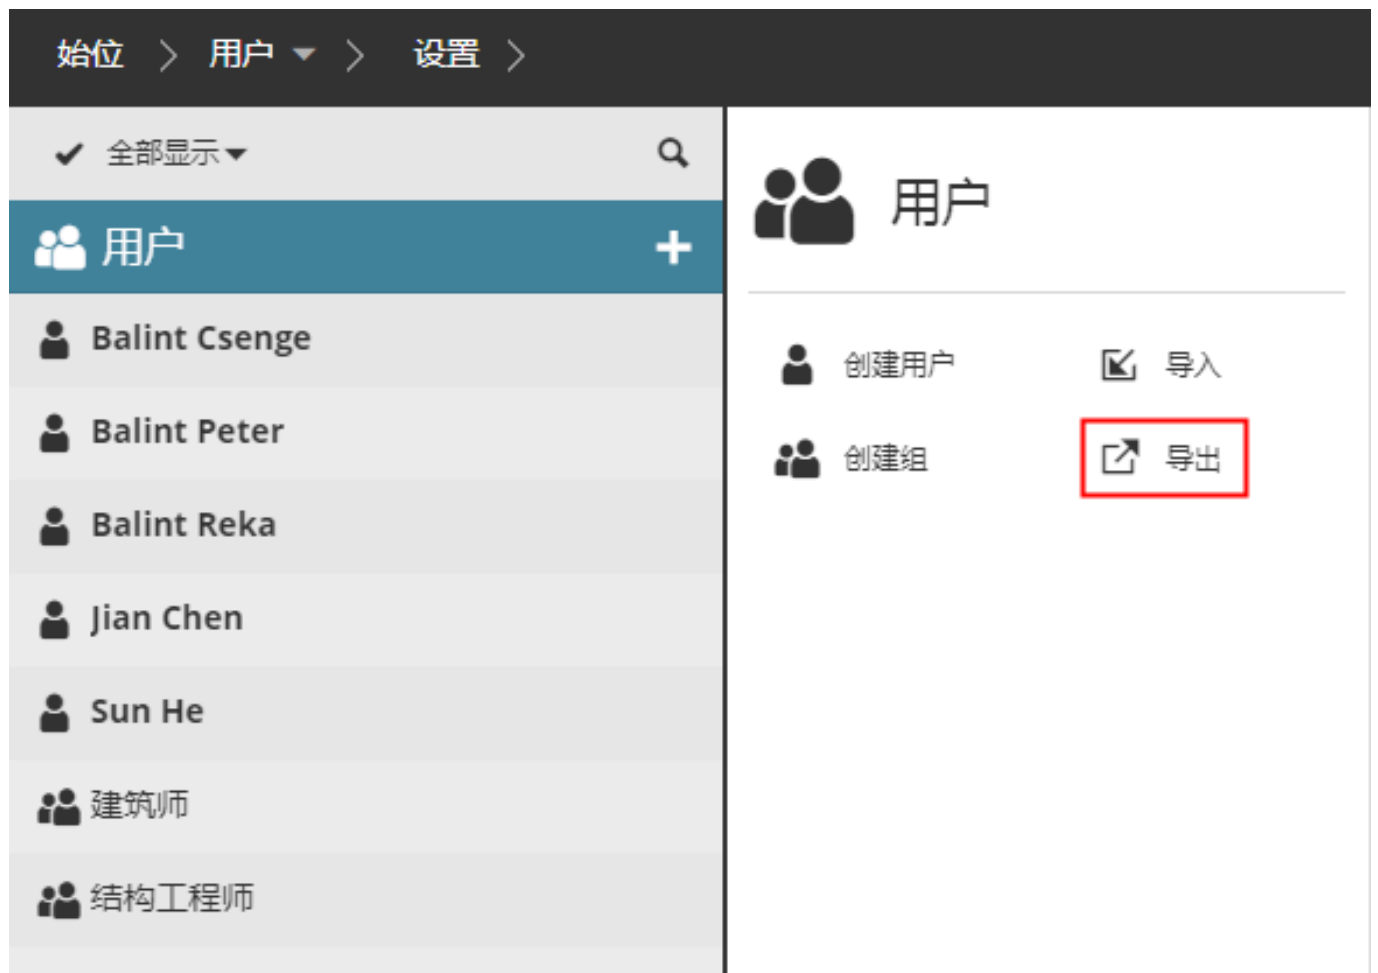 始位 用户 设置
全部显示
用户
Balint Csenge
Balint Peter
Balint Reka
Jian Chen
Sun He
建筑师
结构工程师
用户
创建用户 导入
创建组 导出